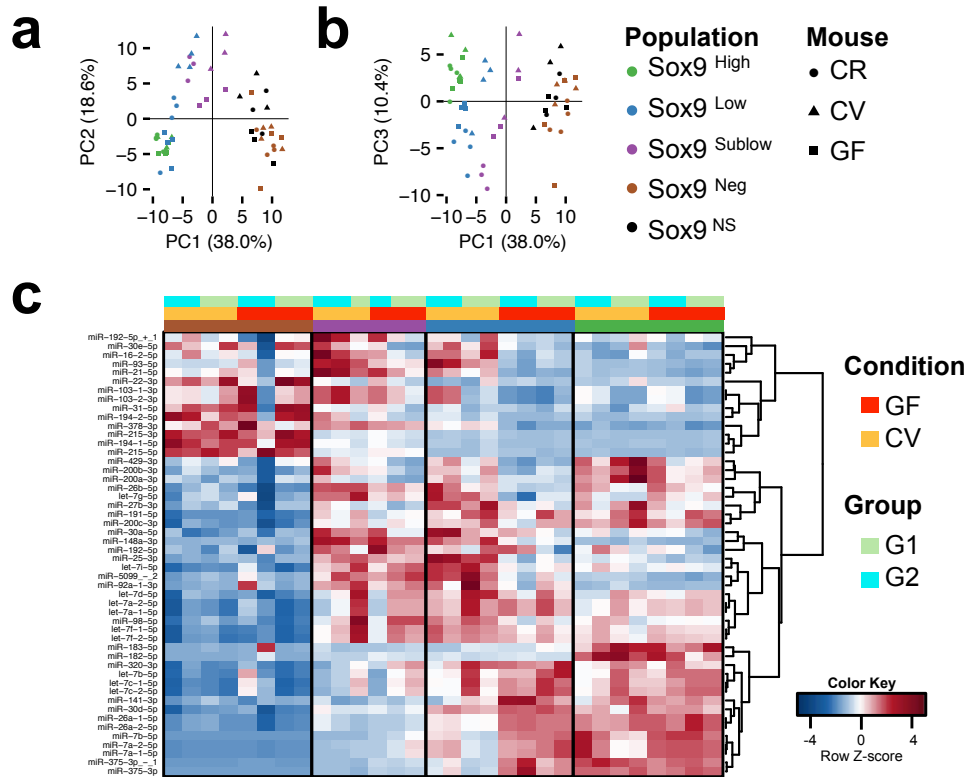 a
PC2 (18.6%)
10
5
0
−5
−10
−10 −5 0 5 10
PC1 (38.0%)
b
PC3 (10.4%)
5
0
−5
−10
−10 −5 0 5 10
PC1 (38.0%)
Population
Sox9 High
Sox9 Low
Sox9 Sublow
Sox9 Neg
Sox9 NS
Mouse
CR
CV
GF
c
miR−192−5p_+_1
miR−30e−5p
miR−16−2−5p
miR−93−5p
miR−21−5p
miR−22−3p
miR−103−1−3p
miR−103−2−3p
miR−31−5p
miR−194−2−5p
miR−378−3p
miR−215−3p
miR−194−1−5p
miR−215−5p
miR−429−3p
miR−200b−3p
miR−200a−3p
miR−26b−5p
let−7g−5p
miR−27b−3p
miR−191−5p
miR−200c−3p
miR−30a−5p
miR−148a−3p
miR−192−5p
miR−25−3p
let−7i−5p
miR−5099_−_2
miR−92a−1−3p
let−7d−5p
let−7a−2−5p
let−7a−1−5p
miR−98−5p
let−7f−1−5p
let−7f−2−5p
miR−183−5p
miR−182−5p
miR−320−3p
let−7b−5p
let−7c−1−5p
let−7c−2−5p
miR−141−3p
miR−30d−5p
miR−26a−1−5p
miR−26a−2−5p
miR−7b−5p
miR−7a−2−5p
miR−7a−1−5p
miR−375−3p_−_1
miR−375−3p
Condition
GF
CV
Group
G1
G2
Color Key
−4 0 4
Row Z−score